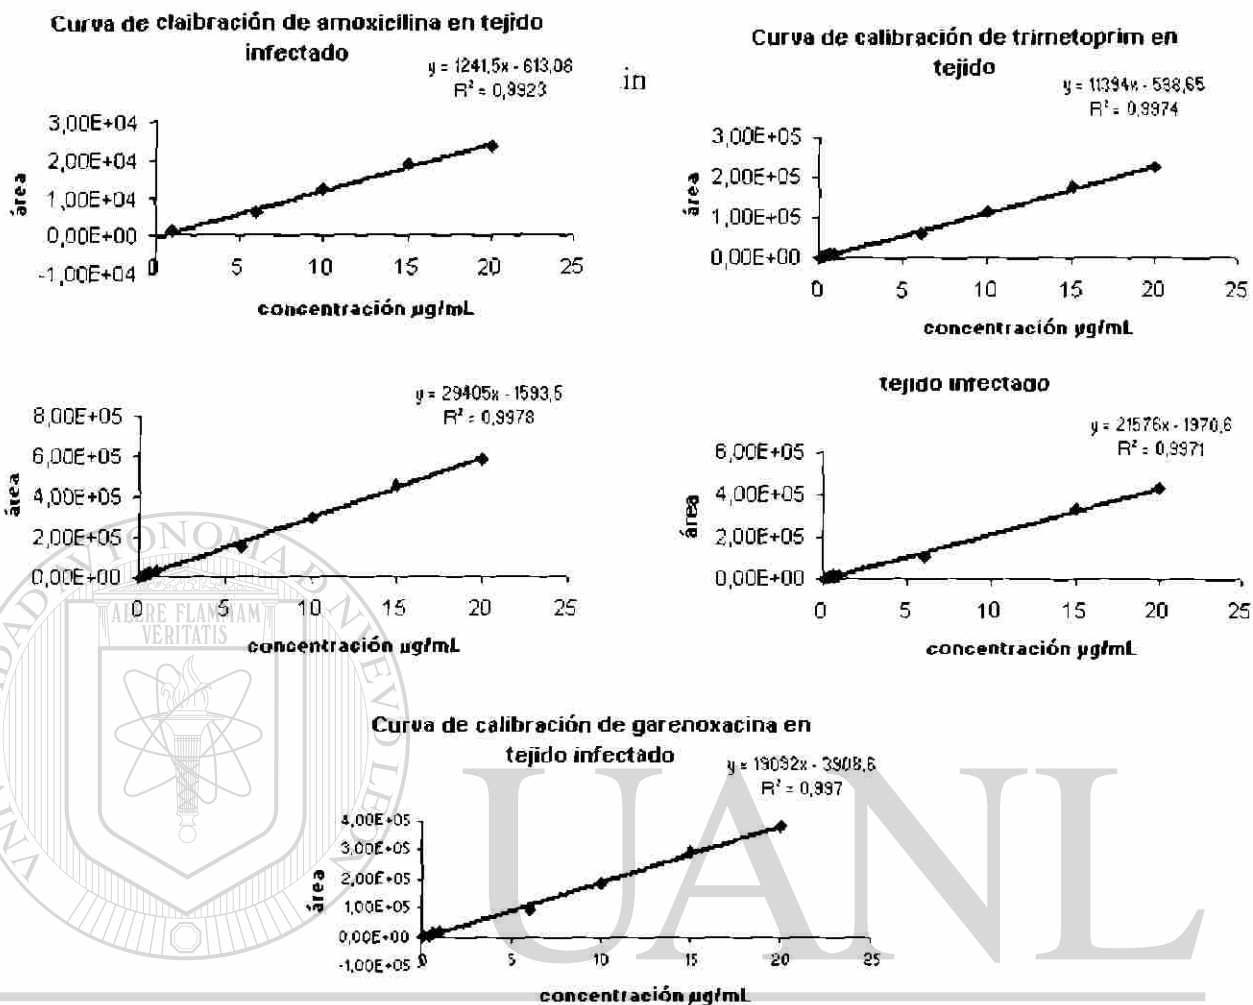 Curva de claibración de amoxicilina en tejido
infectado
y = 1241,5x - 613,08
R² = 0,9923
3,00E+04
2,00E+04
1,00E+04
0,00E+00
-1,00E+04
0 5 10 15 20 25
área
concentración µg/mL
in
Curva de calibración de trimetoprim en
tejido
y = 11394x - 598,65
R² = 0,9974
3,00E+05
2,00E+05
1,00E+05
0,00E+00
0 5 10 15 20 25
área
concentración µg/mL
y = 29405x - 1593,5
R² = 0,9978
8,00E+05
6,00E+05
4,00E+05
2,00E+05
0,00E+00
0 5 10 15 20 25
área
concentración µg/mL
tejido infectado
y = 21576x - 1970,6
R² = 0,9971
6,00E+05
4,00E+05
2,00E+05
0,00E+00
0 5 10 15 20 25
área
concentración µg/mL
Curva de calibración de garenoxacina en
tejido infectado
y = 19092x - 3908,6
R² = 0,997
4,00E+05
3,00E+05
2,00E+05
1,00E+05
0,00E+00
-1,00E+05
0 5 10 15 20 25
área
concentración µg/mL
ALERE FLAMMAM
VERITATIS
UANL